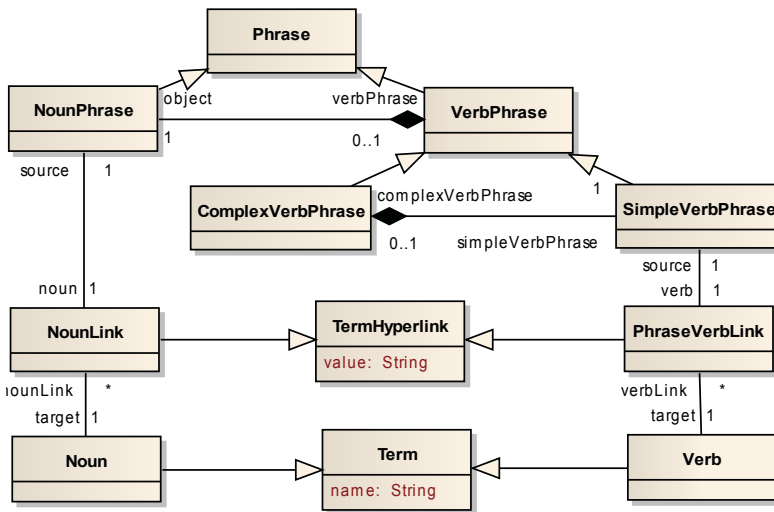 Phrase
object
verbPhrase
NounPhrase
VerbPhrase
1
0..1
source 1
1
ComplexVerbPhrase
complexVerbPhrase
SimpleVerbPhrase
0..1
simpleVerbPhrase
source 1
noun 1
verb 1
NounLink
TermHyperlink
PhraseVerbLink
value: String
nounLink *
verbLink *
target 1
target 1
Noun
Term
Verb
name: String